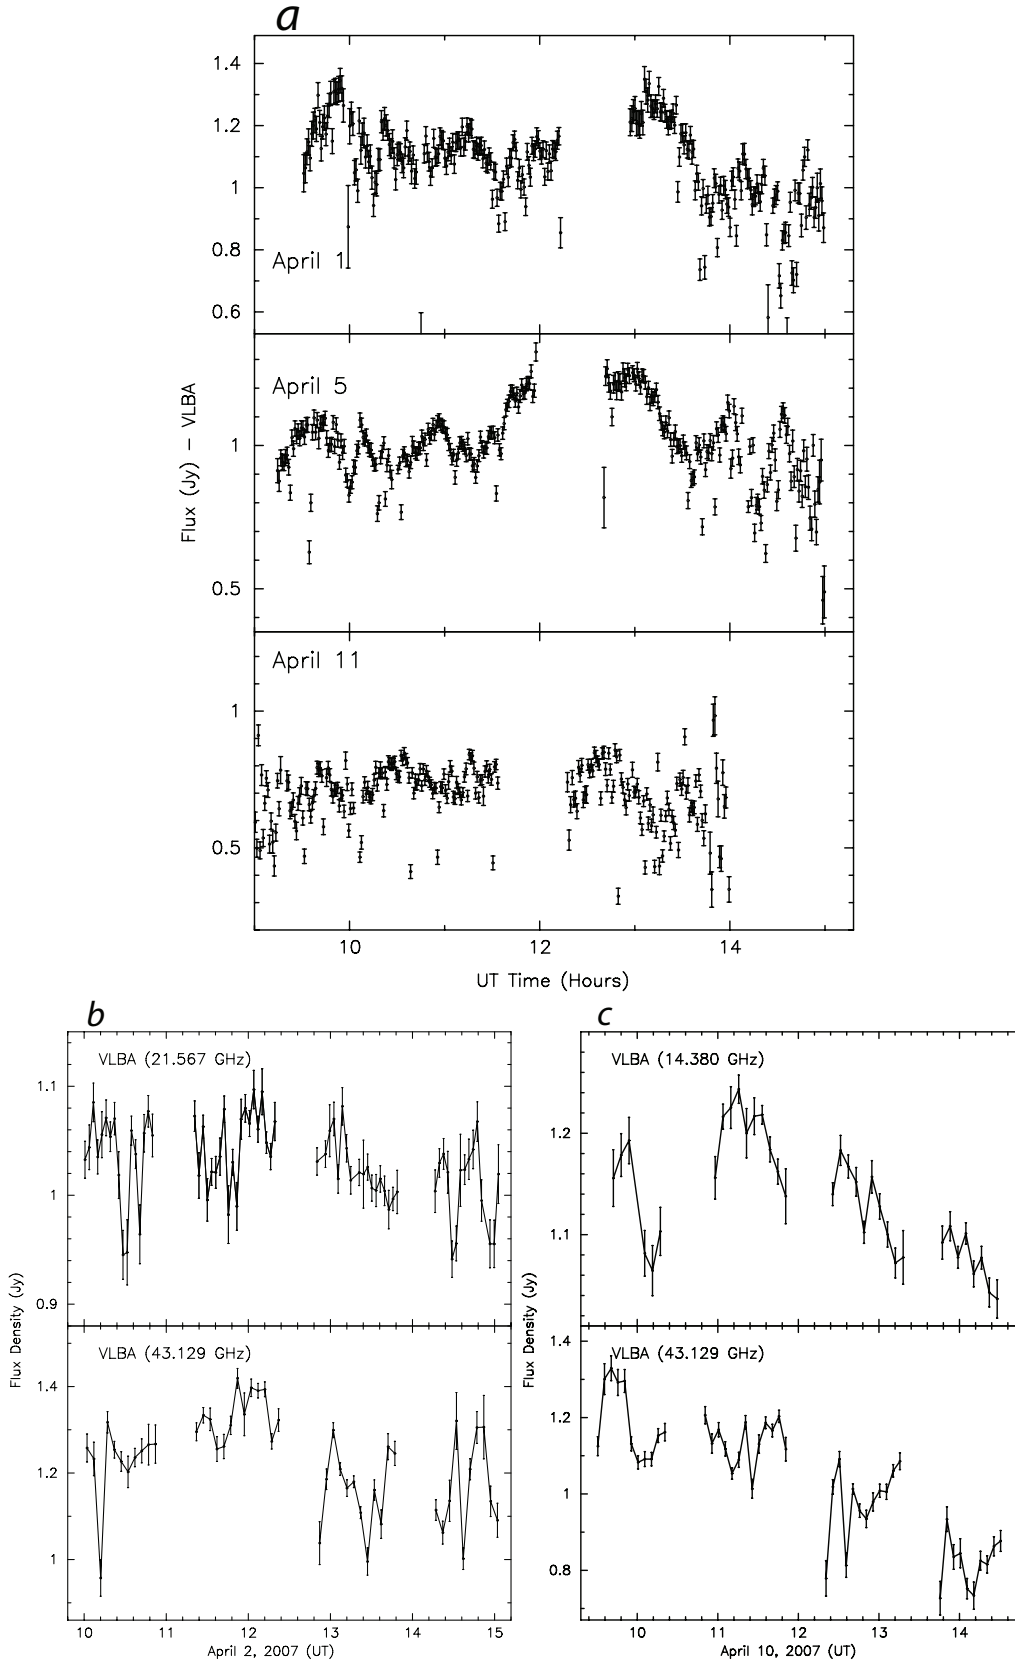 a
1.4
1.2
1
0.8
0.6
April 1
April 5
1
0.5
Flux (Jy) – VLBA
April 11
1
0.5
10 12 14
UT Time (Hours)
b
VLBA (21.567 GHz)
1.1
1
0.9
VLBA (43.129 GHz)
1.4
1.2
1
Flux Density (Jy)
10 11 12 13 14 15
April 2, 2007 (UT)
c
VLBA (14.380 GHz)
1.2
1.1
VLBA (43.129 GHz)
1.4
1.2
1
0.8
Flux Density (Jy)
10 11 12 13 14
April 10, 2007 (UT)